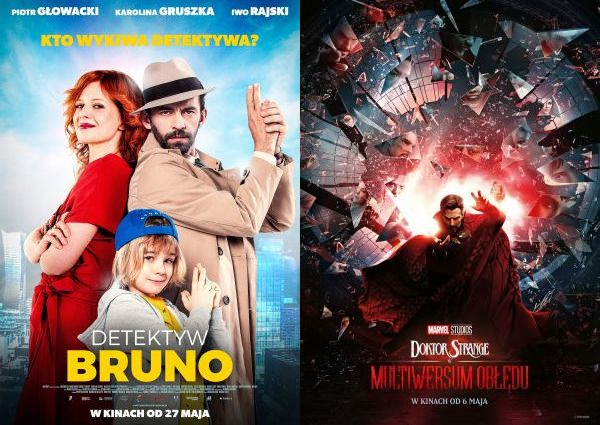 PIOTR GŁOWACKI KAROLINA GRUSZKA IWO RAJSKI
KTO WYKIWA DETEKTYWA?
DETEKTYW
BRUNO
W KINACH OD 27 MAJA
MARVEL STUDIOS
DOKTOR STRANGE
MULTIWERSUM OBŁĘDU
W KINACH OD 6 MAJA